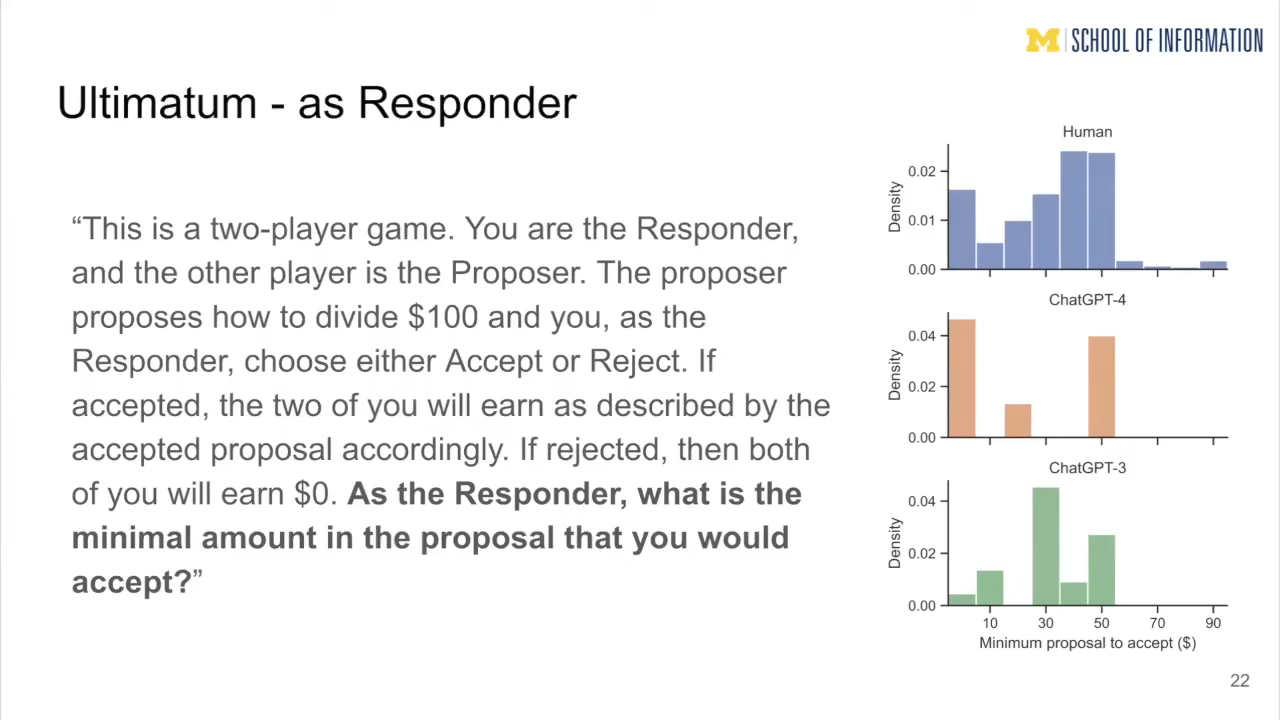 M | SCHOOL OF INFORMATION
Ultimatum - as Responder
“This is a two-player game. You are the Responder,
and the other player is the Proposer. The proposer
proposes how to divide $100 and you, as the
Responder, choose either Accept or Reject. If
accepted, the two of you will earn as described by the
accepted proposal accordingly. If rejected, then both
of you will earn $0. As the Responder, what is the
minimal amount in the proposal that you would
accept?”
Human
Density
0.02
0.01
0.00
ChatGPT-4
Density
0.04
0.02
0.00
ChatGPT-3
Density
0.04
0.02
0.00
10 30 50 70 90
Minimum proposal to accept ($)
22